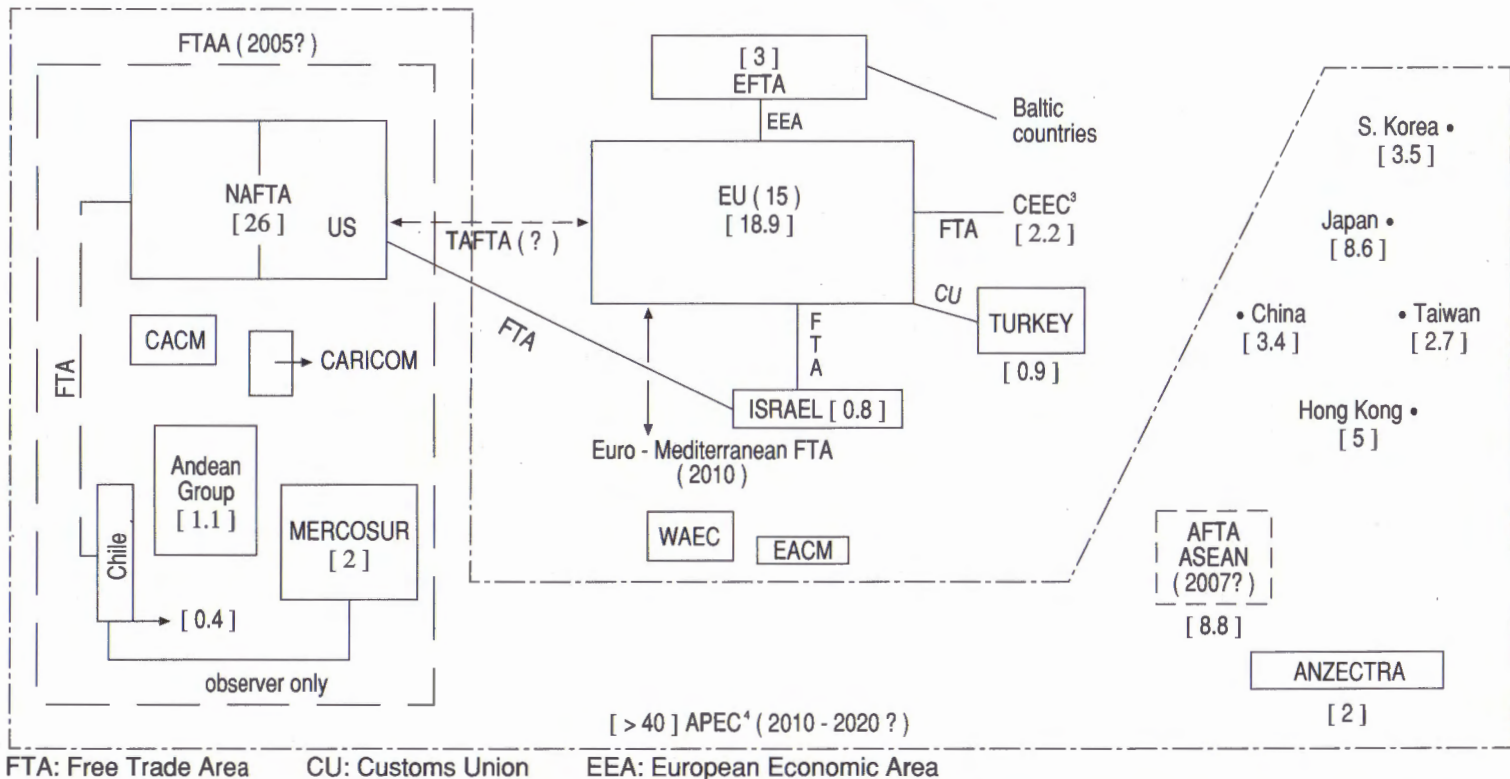 FTAA ( 2005? )
NAFTA
[ 26 ]
US
FTA
CACM
CARICOM
Andean
Group
[ 1.1 ]
Chile
MERCOSUR
[ 2 ]
[ 0.4 ]
observer only
TAFTA ( ? )
FTA
[ 3 ]
EFTA
EEA
Baltic
countries
EU ( 15 )
[ 18.9 ]
FTA
CEEC³
[ 2.2 ]
CU
TURKEY
[ 0.9 ]
F
T
A
ISRAEL [ 0.8 ]
Euro - Mediterranean FTA
( 2010 )
WAEC
EACM
S. Korea •
[ 3.5 ]
Japan •
[ 8.6 ]
• China
[ 3.4 ]
• Taiwan
[ 2.7 ]
Hong Kong •
[ 5 ]
AFTA
ASEAN
( 2007? )
[ 8.8 ]
ANZECTRA
[ 2 ]
[ > 40 ] APEC⁴ ( 2010 - 2020 ? )
FTA: Free Trade Area CU: Customs Union EEA: European Economic Area